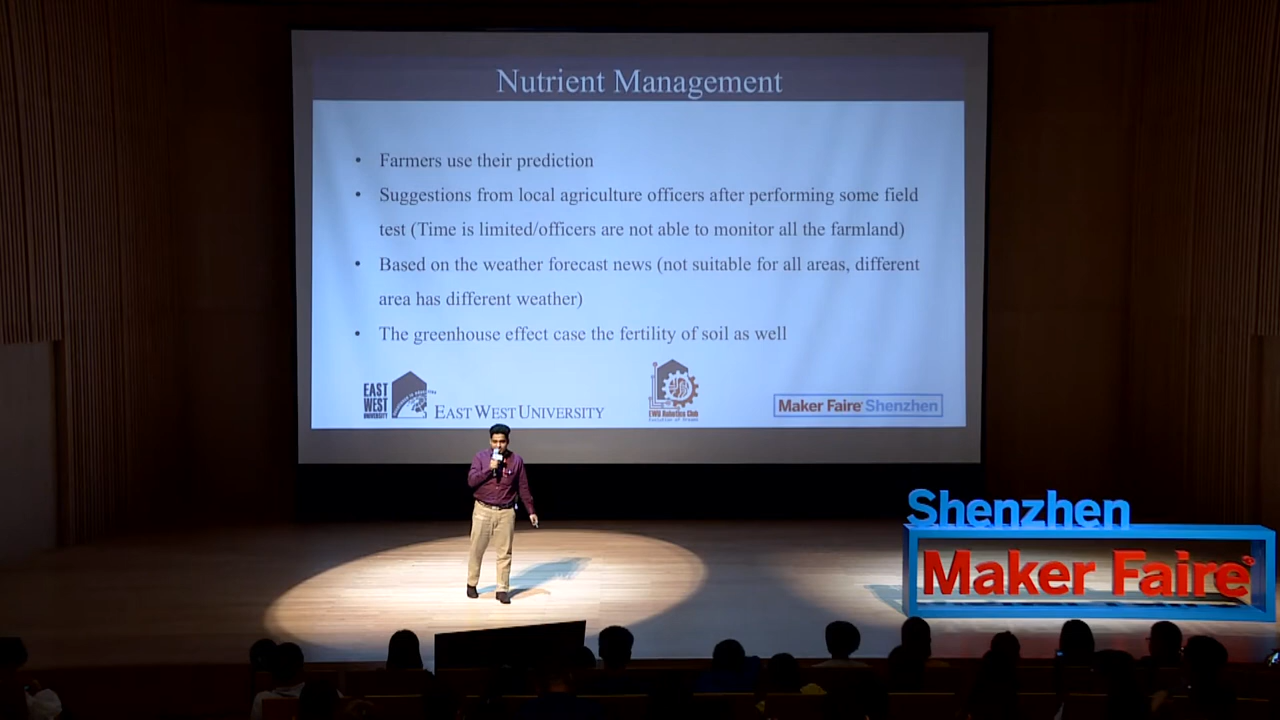 Nutrient Management
• Farmers use their prediction
• Suggestions from local agriculture officers after performing some field
test (Time is limited/officers are not able to monitor all the farmland)
• Based on the weather forecast news (not suitable for all areas, different
area has different weather)
• The greenhouse effect case the fertility of soil as well
EAST
WEST
UNIVERSITY
EAST WEST UNIVERSITY
EWU Robotics Club
Maker Faire Shenzhen
Shenzhen
Maker Faire